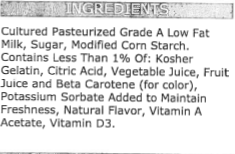 INGREDIENTS
Cultured Pasteurized Grade A Low Fat
Milk, Sugar, Modified Corn Starch.
Contains Less Than 1% Of: Kosher
Gelatin, Citric Acid, Vegetable Juice, Fruit
Juice and Beta Carotene (for color),
Potassium Sorbate Added to Maintain
Freshness, Natural Flavor, Vitamin A
Acetate, Vitamin D3.